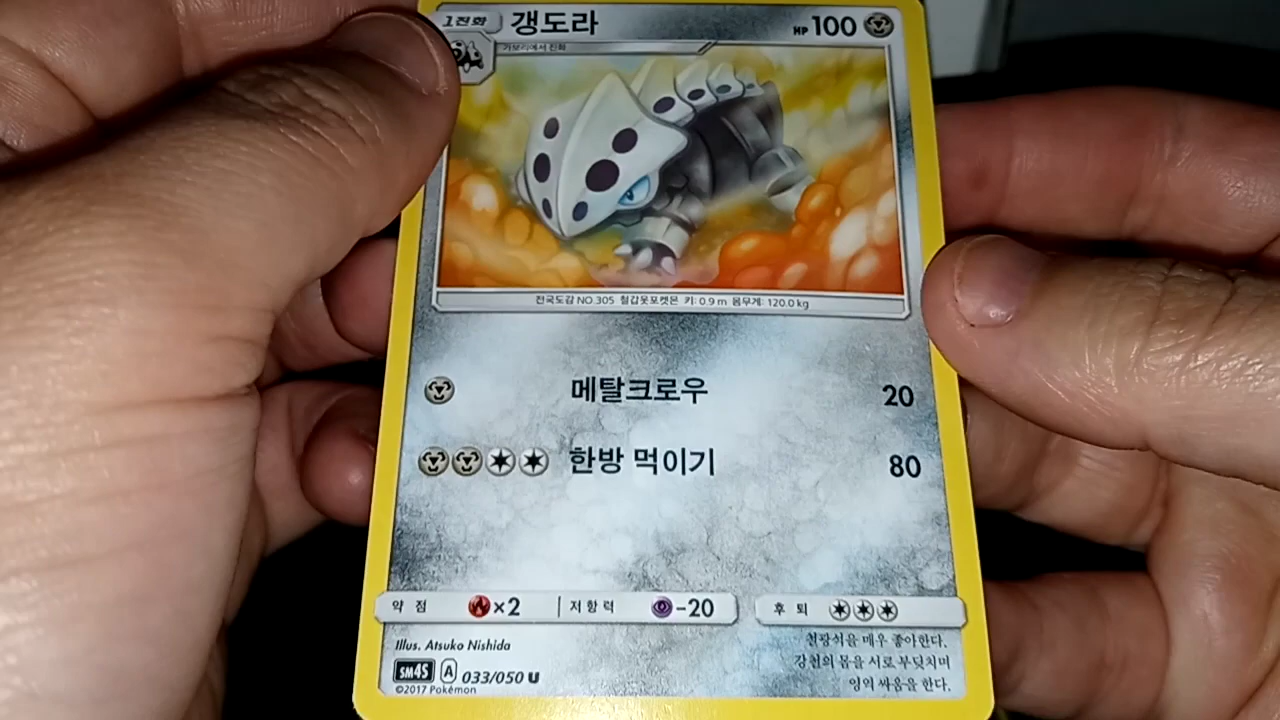 1진화 갱도라 HP 100
가보리에서 진화
전국도감 NO.305 철갑옷포켓몬 키: 0.9 m 몸무게: 120.0 kg
메탈크로우 20
한방 먹이기 80
약점 ×2 저항력 -20 후퇴
Illus. Atsuko Nishida
SM4S A 033/050 U
©2017 Pokémon
철광석을 매우 좋아한다.
강철의 몸을 서로 부딪치며
영역 싸움을 한다.